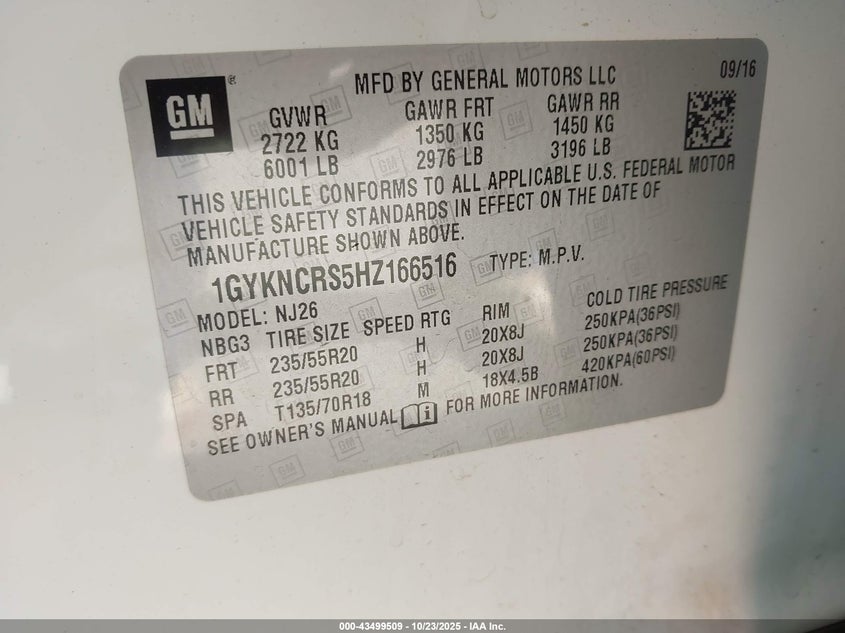 GM
®
MFD BY GENERAL MOTORS LLC
09/16
GVWR GAWR FRT GAWR RR
2722 KG 1350 KG 1450 KG
6001 LB 2976 LB 3196 LB
THIS VEHICLE CONFORMS TO ALL APPLICABLE U.S. FEDERAL MOTOR
VEHICLE SAFETY STANDARDS IN EFFECT ON THE DATE OF
MANUFACTURE SHOWN ABOVE.
1GYKNCRS5HZ166516 TYPE: M.P.V.
MODEL: NJ26
NBG3 TIRE SIZE SPEED RTG RIM COLD TIRE PRESSURE
FRT 235/55R20 H 20X8J 250KPA(36PSI)
RR 235/55R20 H 20X8J 250KPA(36PSI)
SPA T135/70R18 M 18X4.5B 420KPA(60PSI)
SEE OWNER'S MANUAL FOR MORE INFORMATION.
000-43499509 - 10/23/2025 - IAA Inc.